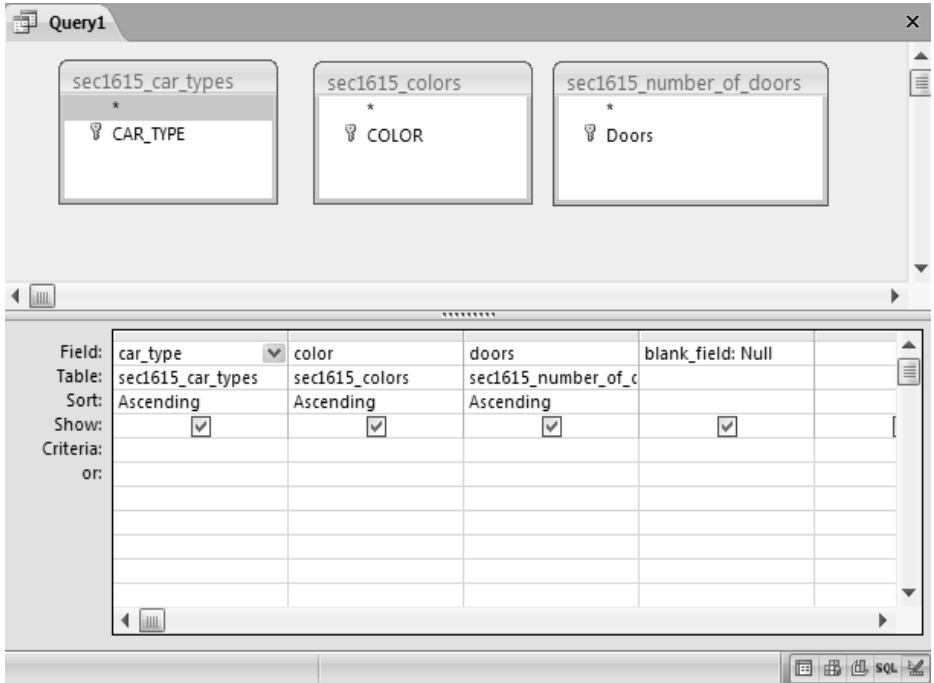 Query1
sec1615_car_types
*
CAR_TYPE
sec1615_colors
*
COLOR
sec1615_number_of_doors
*
Doors
Field: car_type color doors blank_field: Null
Table: sec1615_car_types sec1615_colors sec1615_number_of_d
Sort: Ascending Ascending Ascending
Show:
Criteria:
or:
SQL